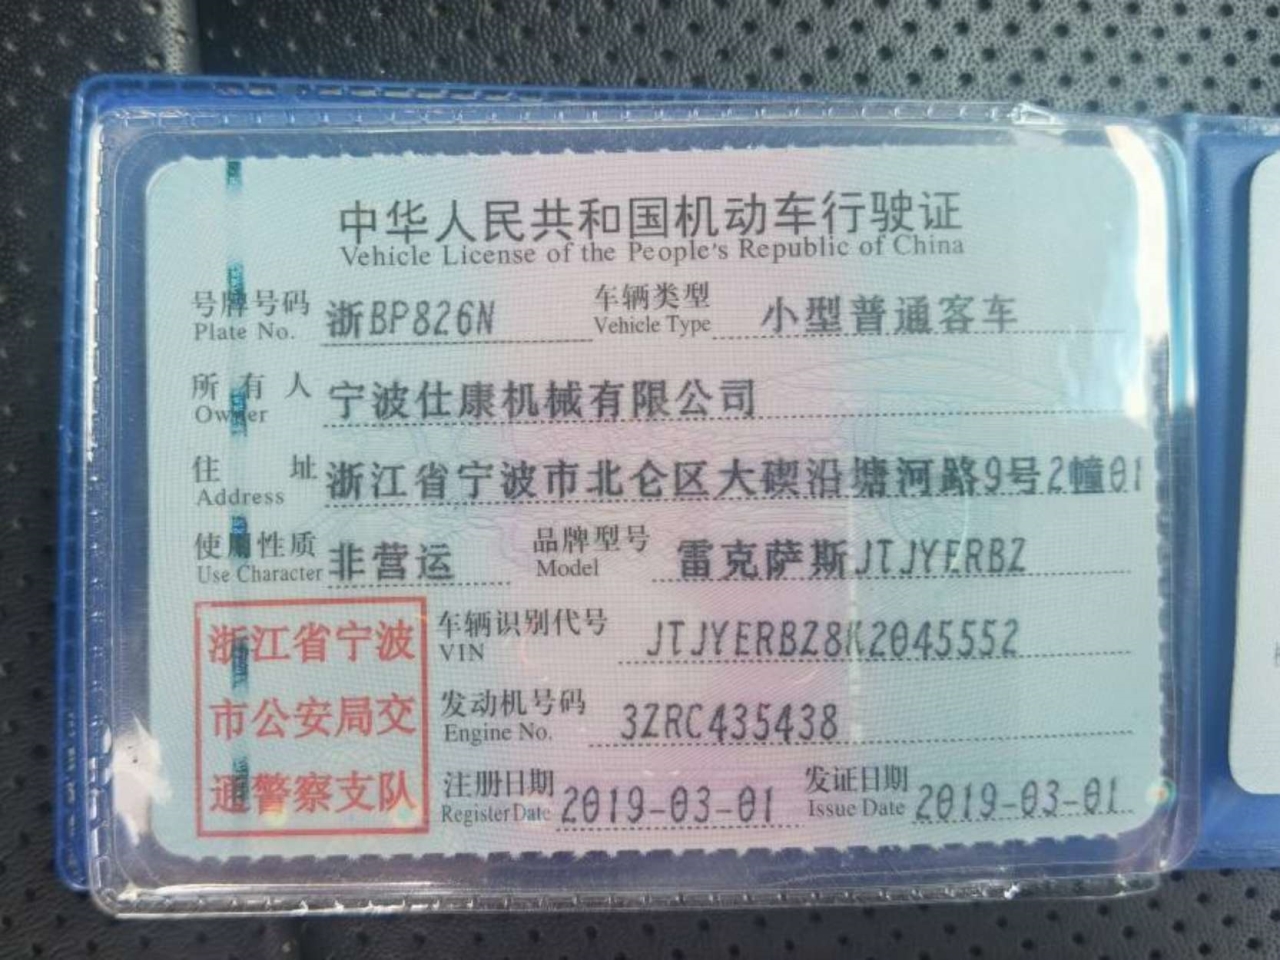 中华人民共和国机动车行驶证
Vehicle License of the People's Republic of China
号牌号码 浙BP826N 车辆类型 小型普通客车
Plate No. Vehicle Type
所有人 宁波仕康机械有限公司
Owner
住址 浙江省宁波市北仑区大碶沿塘河路9号2幢01
Address
使用性质 非营运 品牌型号 雷克萨斯JTJYERBZ
Use Character Model
浙江省宁波
市公安局交
通警察支队
车辆识别代号 JTJYERBZ8K2045552
VIN
发动机号码 3ZRC435438
Engine No.
注册日期 2019-03-01 发证日期 2019-03-01
Register Date Issue Date